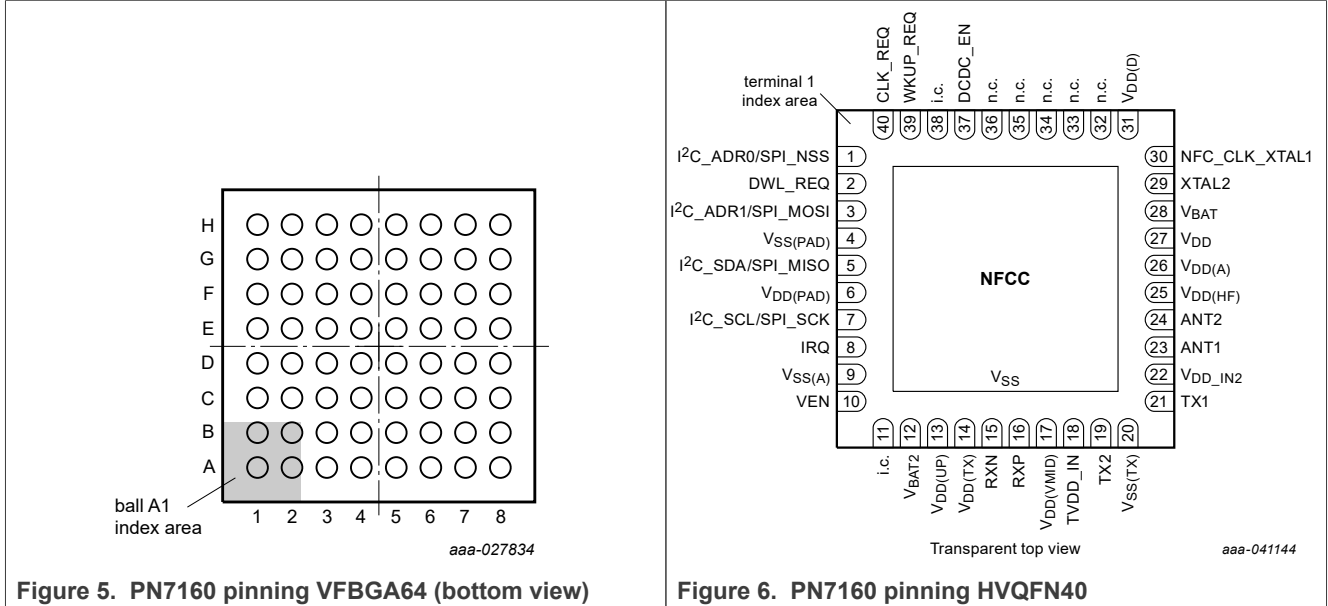 H
G
F
E
D
C
B
A
ball A1
index area
1 2 3 4 5 6 7 8
aaa-027834
Figure 5. PN7160 pinning VFBGA64 (bottom view)
terminal 1
index area
CLK_REQ
WKUP_REQ
i.c.
DCDC_EN
n.c.
n.c.
n.c.
n.c.
n.c.
VDD(D)
40 39 38 37 36 35 34 33 32 31
I2C_ADR0/SPI_NSS 1
DWL_REQ 2
I2C_ADR1/SPI_MOSI 3
VSS(PAD) 4
I2C_SDA/SPI_MISO 5
VDD(PAD) 6
I2C_SCL/SPI_SCK 7
IRQ 8
VSS(A) 9
VEN 10
NFCC
VSS
30 NFC_CLK_XTAL1
29 XTAL2
28 VBAT
27 VDD
26 VDD(A)
25 VDD(HF)
24 ANT2
23 ANT1
22 VDD_IN2
21 TX1
11 12 13 14 15 16 17 18 19 20
i.c.
VBAT2
VDD(UP)
VDD(TX)
RXN
RXP
VDD(VMID)
TVDD_IN
TX2
VSS(TX)
Transparent top view
aaa-041144
Figure 6. PN7160 pinning HVQFN40